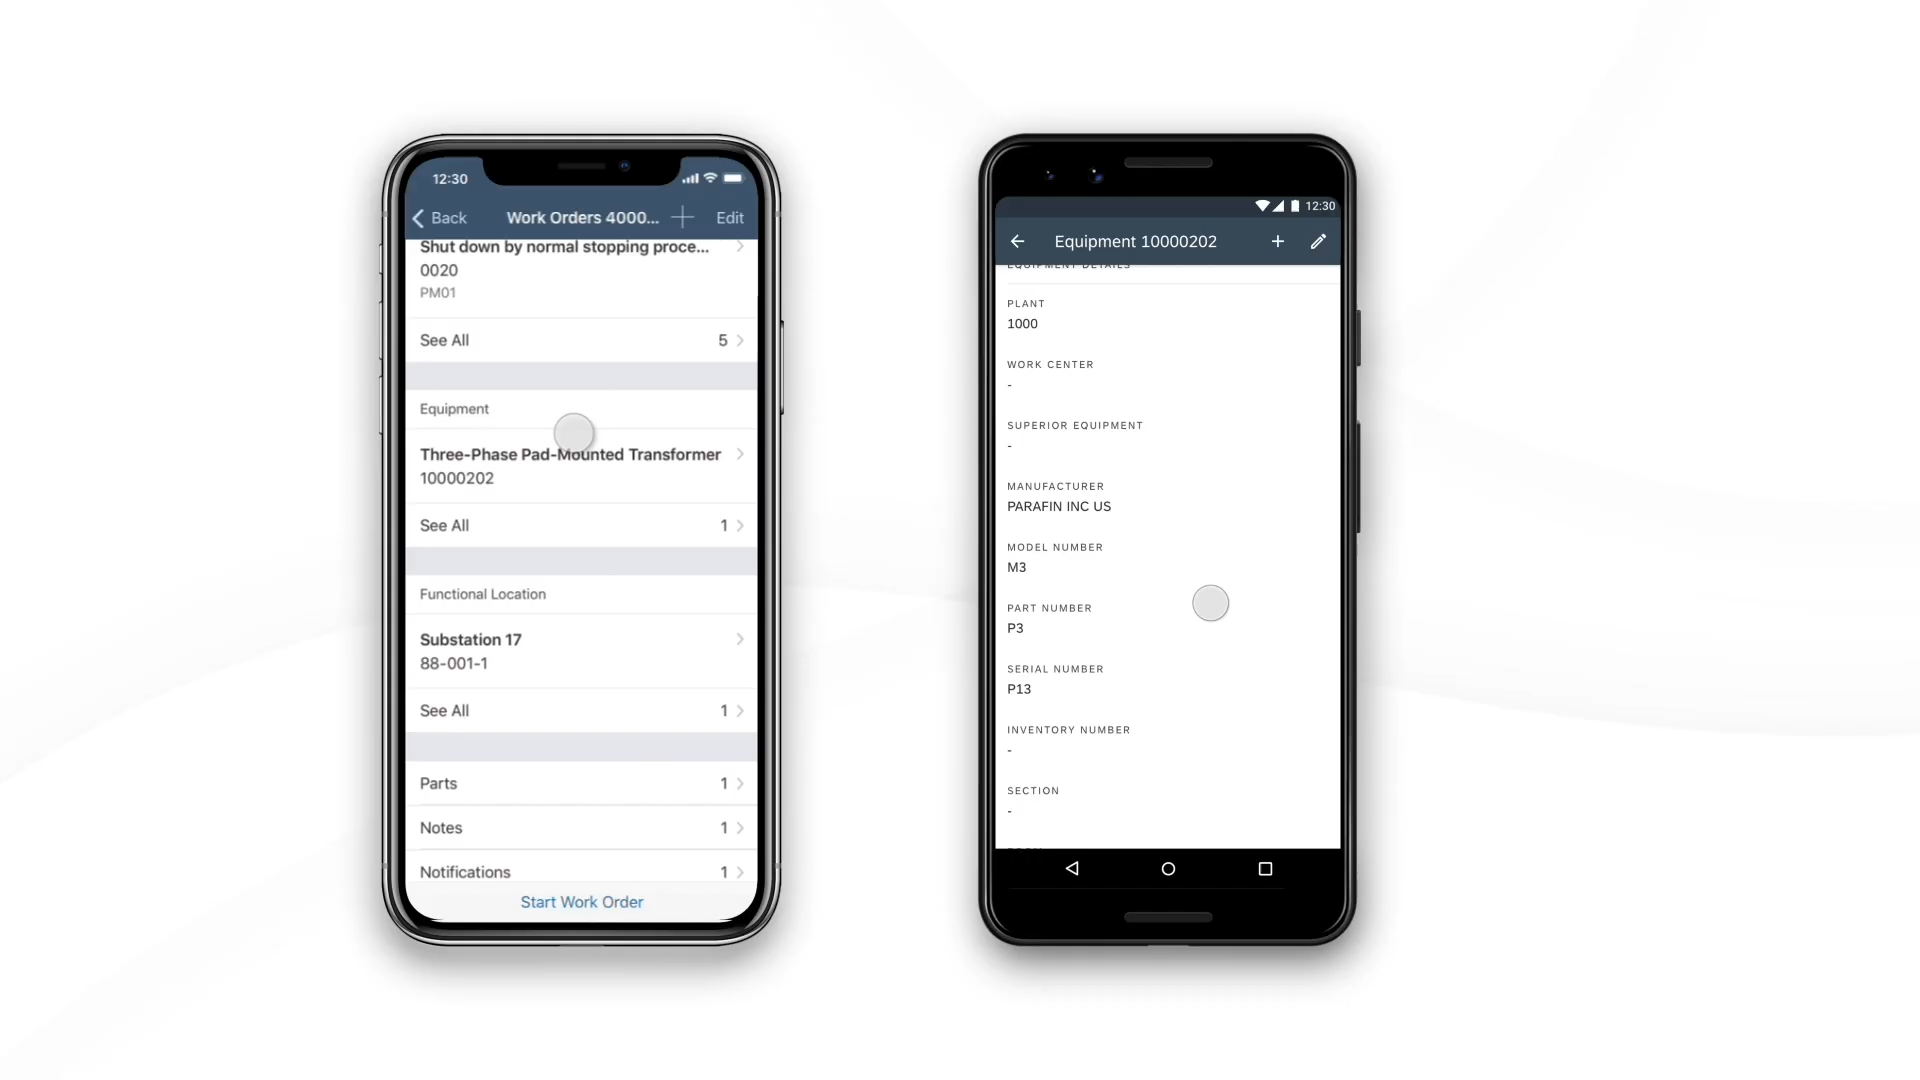 12:30
Back
Work Orders 4000...
Edit
Shut down by normal stopping proce...
0020
PM01
See All 5
Equipment
Three-Phase Pad-Mounted Transformer
10000202
See All 1
Functional Location
Substation 17
88-001-1
See All 1
Parts 1
Notes 1
Notifications 1
Start Work Order
12:30
Equipment 10000202
EQUIPMENT DETAILS
PLANT
1000
WORK CENTER
-
SUPERIOR EQUIPMENT
-
MANUFACTURER
PARAFIN INC US
MODEL NUMBER
M3
PART NUMBER
P3
SERIAL NUMBER
P13
INVENTORY NUMBER
-
SECTION
-